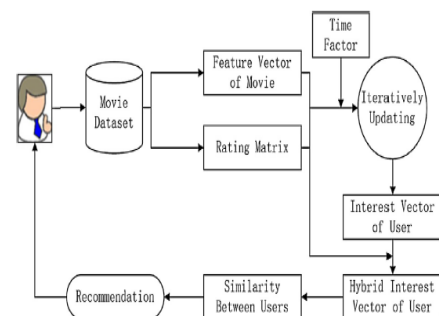 Time
Factor
Feature Vector
of Movie
Movie
Dataset
Iteratively
Updating
Rating Matrix
Interest Vector
of User
Recommendation
Similarity
Between Users
Hybrid Interest
Vector of User